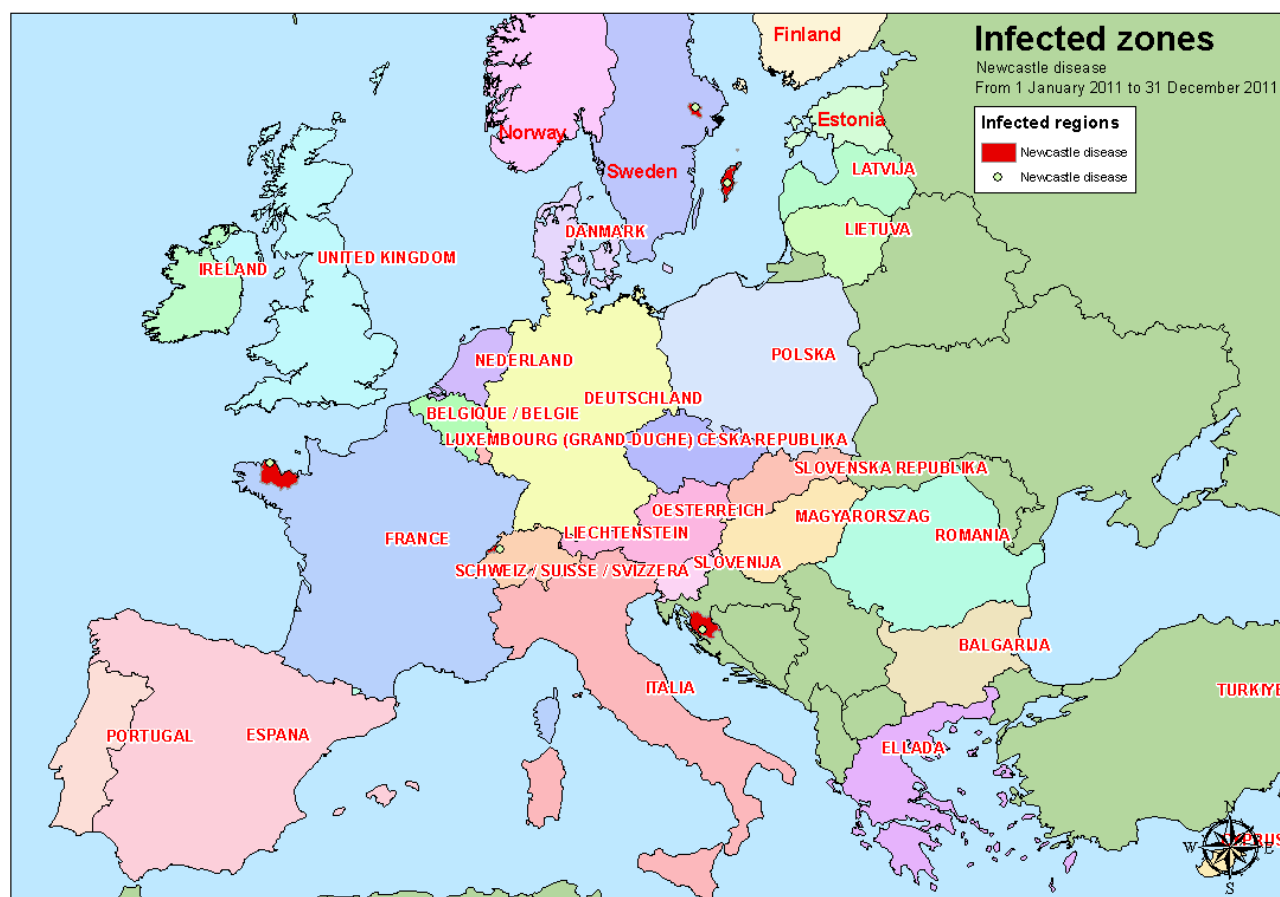 Infected zones
Newcastle disease
From 1 January 2011 to 31 December 2011
Infected regions
Newcastle disease
Newcastle disease
Finland
Norway
Estonia
Sweden
LATVIJA
DANMARK
LIETUVA
UNITED KINGDOM
IRELAND
NEDERLAND
POLSKA
DEUTSCHLAND
BELGIQUE / BELGIE
LUXEMBOURG (GRAND-DUCHE)
CESKA REPUBLIKA
SLOVENSKA REPUBLIKA
OESTERREICH
MAGYARORSZAG
FRANCE
LIECHTENSTEIN
ROMANIA
SLOVENIJA
SCHWEIZ / SUISSE / SVIZZERA
BALGARIJA
ITALIA
TURKIYE
PORTUGAL
ESPANA
ELLADA
N
CYPRUS
W
E
S